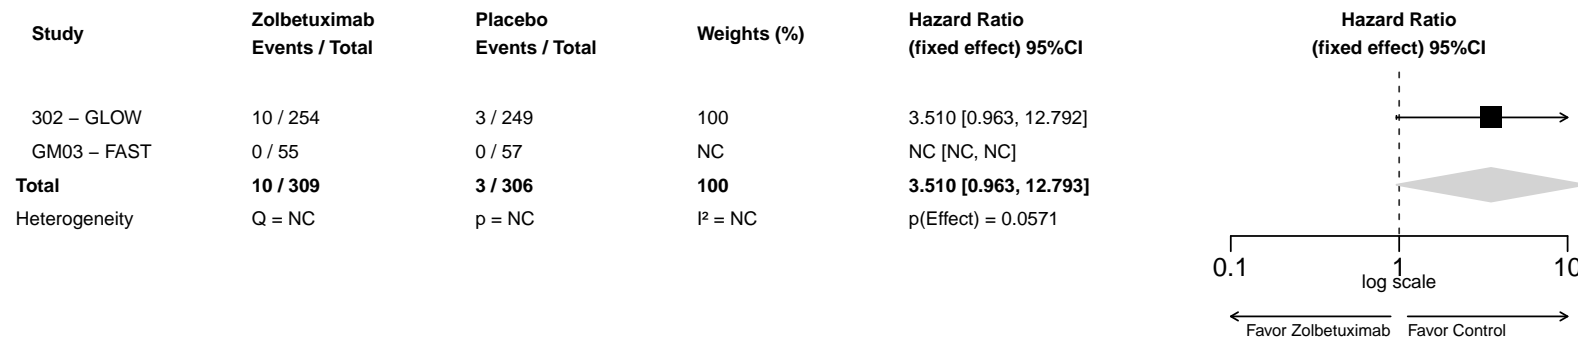 Study Zolbetuximab Events / Total Placebo Events / Total Weights (%) Hazard Ratio (fixed effect) 95%CI Hazard Ratio (fixed effect) 95%CI
302 – GLOW 10 / 254 3 / 249 100 3.510 [0.963, 12.792]
GM03 – FAST 0 / 55 0 / 57 NC NC [NC, NC]
Total 10 / 309 3 / 306 100 3.510 [0.963, 12.793]
Heterogeneity Q = NC p = NC I² = NC p(Effect) = 0.0571
0.1 1 10
log scale
Favor Zolbetuximab Favor Control